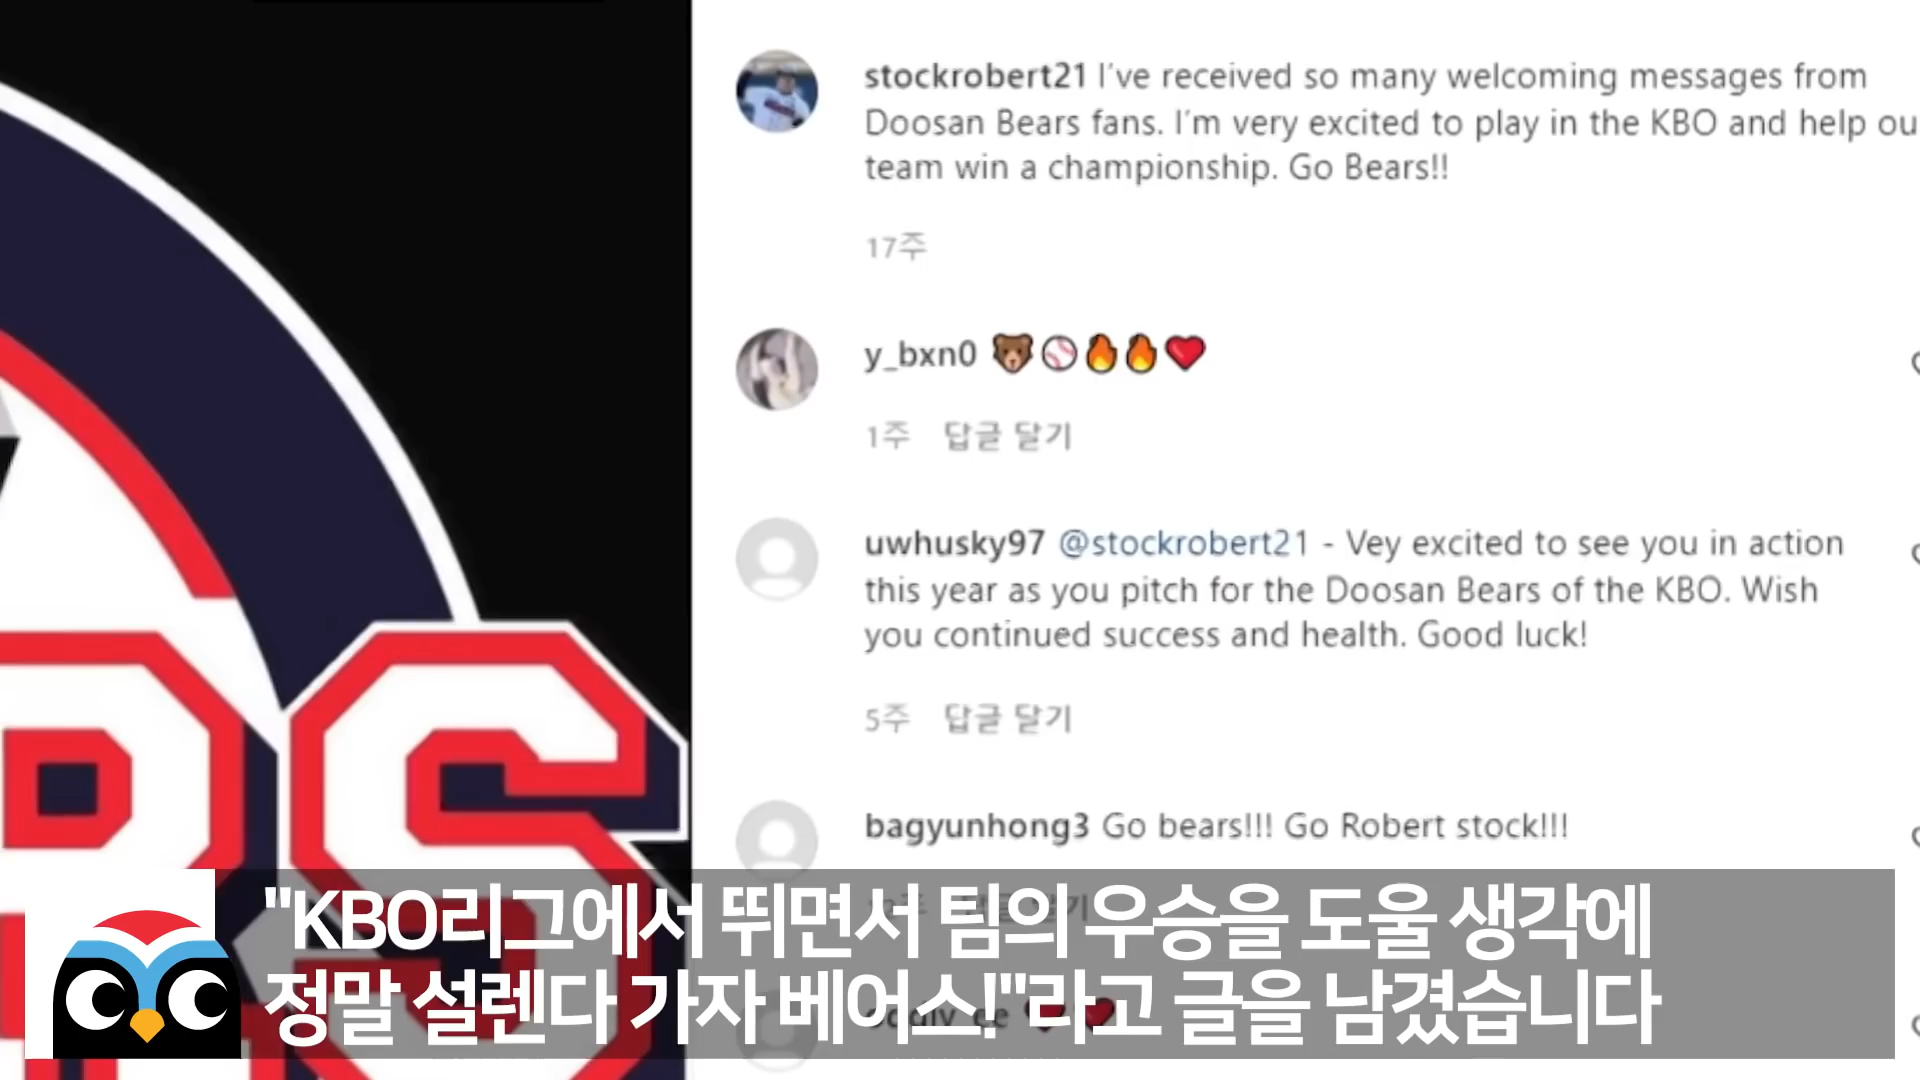 stockrobert21 I've received so many welcoming messages from
Doosan Bears fans. I'm very excited to play in the KBO and help ou
team win a championship. Go Bears!!
17주
y_bxn0 🐻⚾🔥🔥❤️
1주 답글 달기
uwhusky97 @stockrobert21 - Vey excited to see you in action
this year as you pitch for the Doosan Bears of the KBO. Wish
you continued success and health. Good luck!
5주 답글 달기
bagyunhong3 Go bears!!! Go Robert stock!!!
RS
"KBO리그에서 뛰면서 팀의 우승을 도울 생각에
정말 설렌다 가자 베어스!"라고 글을 남겼습니다